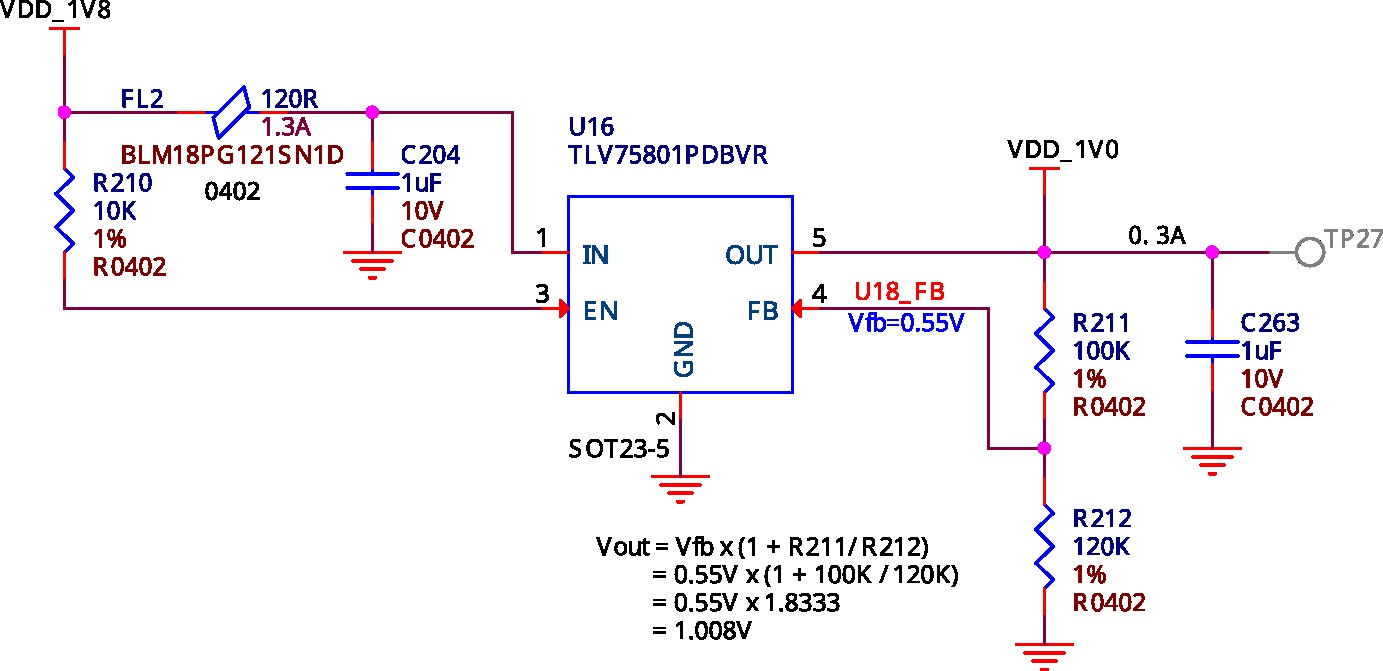 VDD_1V8
FL2
120R
1.3A
BLM18PG121SN1D
0402
R210
10K
1%
R0402
C204
1uF
10V
C0402
U16
TLV75801PDBVR
1
IN
3
EN
OUT
5
FB
4
GND
2
SOT23-5
U18_FB
Vfb=0.55V
VDD_1V0
0.3A
TP27
R211
100K
1%
R0402
C263
1uF
10V
C0402
R212
120K
1%
R0402
Vout = Vfb x (1 + R211/R212)
= 0.55V x (1 + 100K / 120K)
= 0.55V x 1.8333
= 1.008V